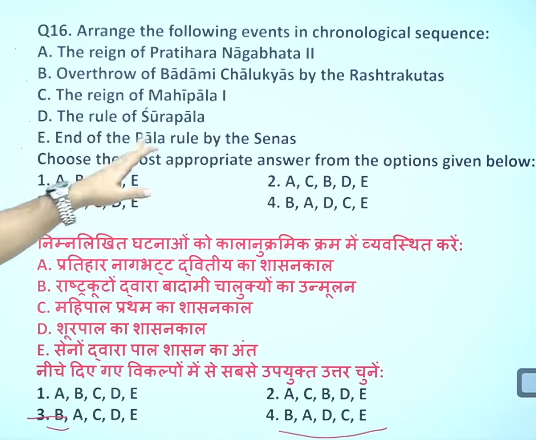 Q16. Arrange the following events in chronological sequence:
A. The reign of Pratihara Nāgabhata II
B. Overthrow of Bādāmi Chālukyās by the Rashtrakutas
C. The reign of Mahīpāla I
D. The rule of Śūrapāla
E. End of the Pāla rule by the Senas
Choose the ost appropriate answer from the options given below:
1. A, B , E
2. A, C, B, D, E
D, E
4. B, A, D, C, E
निम्नलिखित घटनाओं को कालानुक्रमिक क्रम में व्यवस्थित करें:
A. प्रतिहार नागभट्ट द्वितीय का शासनकाल
B. राष्ट्रकूटों द्वारा बादामी चालुक्यों का उन्मूलन
C. महिपाल प्रथम का शासनकाल
D. शूरपाल का शासनकाल
E. सेनों द्वारा पाल शासन का अंत
नीचे दिए गए विकल्पों में से सबसे उपयुक्त उत्तर चुनें:
1. A, B, C, D, E
2. A, C, B, D, E
3. B, A, C, D, E
4. B, A, D, C, E